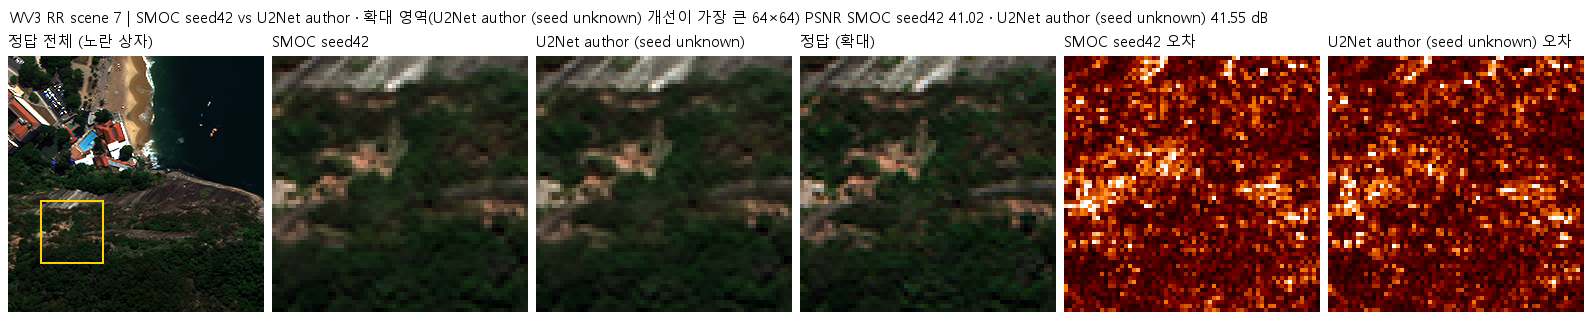 WV3 RR scene 7 | SMOC seed42 vs U2Net author · 확대 영역(U2Net author (seed unknown) 개선이 가장 큰 64×64) PSNR SMOC seed42 41.02 · U2Net author (seed unknown) 41.55 dB
정답 전체 (노란 상자)
SMOC seed42
U2Net author (seed unknown)
정답 (확대)
SMOC seed42 오차
U2Net author (seed unknown) 오차